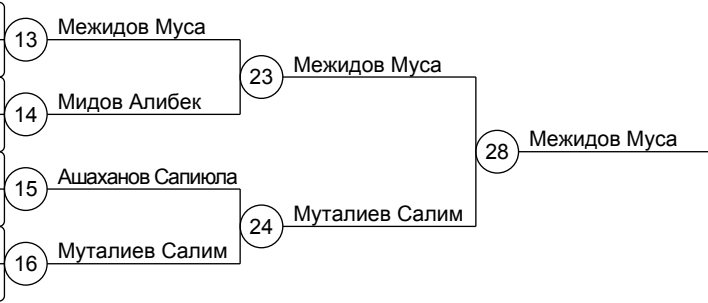 13 Межидов Муса
23 Межидов Муса
14 Мидов Алибек
28 Межидов Муса
15 Ашаханов Сапиюла
24 Муталиев Салим
16 Муталиев Салим